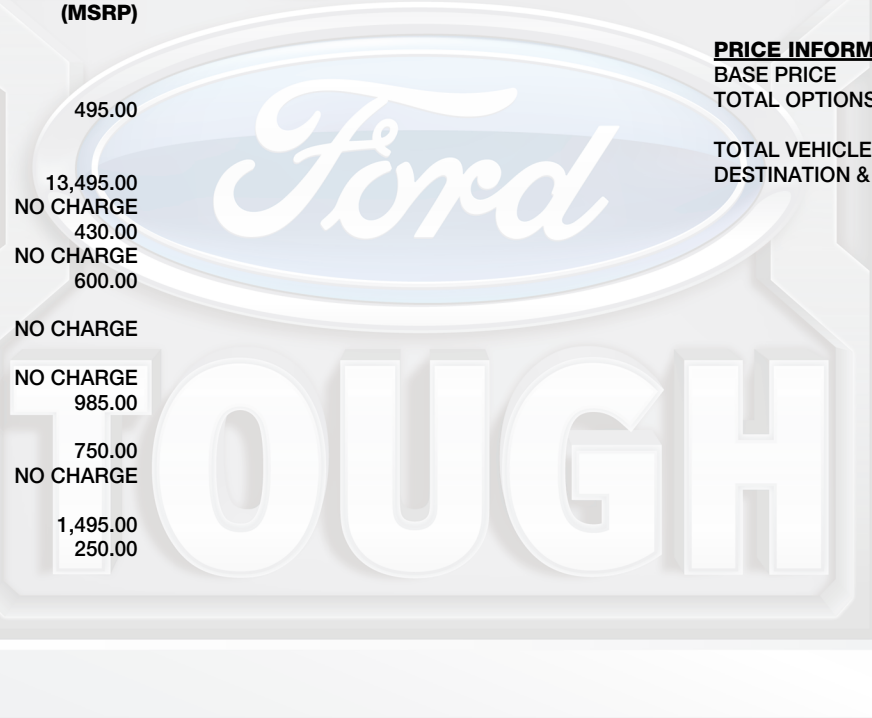 (MSRP)
495.00
13,495.00
NO CHARGE
430.00
NO CHARGE
600.00
NO CHARGE
NO CHARGE
985.00
750.00
NO CHARGE
1,495.00
250.00
PRICE INFORM
BASE PRICE
TOTAL OPTIONS
TOTAL VEHICLE
DESTINATION &
Ford
TOUGH